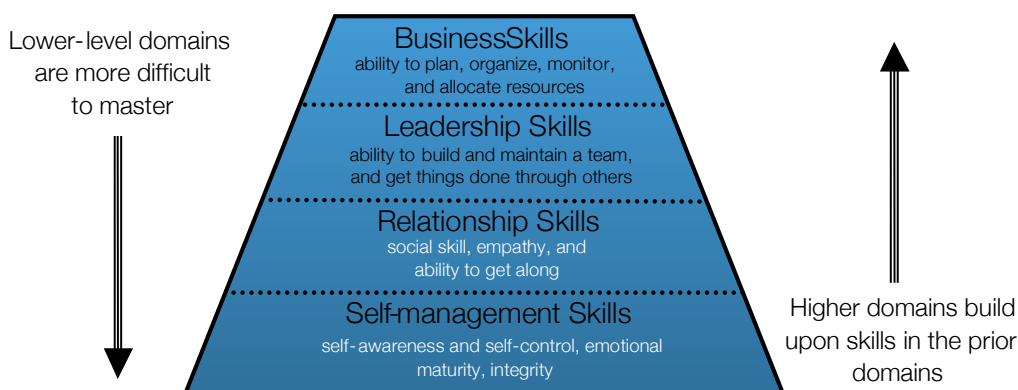 Lower-level domains
are more difficult
to master
BusinessSkills
ability to plan, organize, monitor,
and allocate resources
Leadership Skills
ability to build and maintain a team,
and get things done through others
Relationship Skills
social skill, empathy, and
ability to get along
Self-management Skills
self-awareness and self-control, emotional
maturity, integrity
Higher domains build
upon skills in the prior
domains